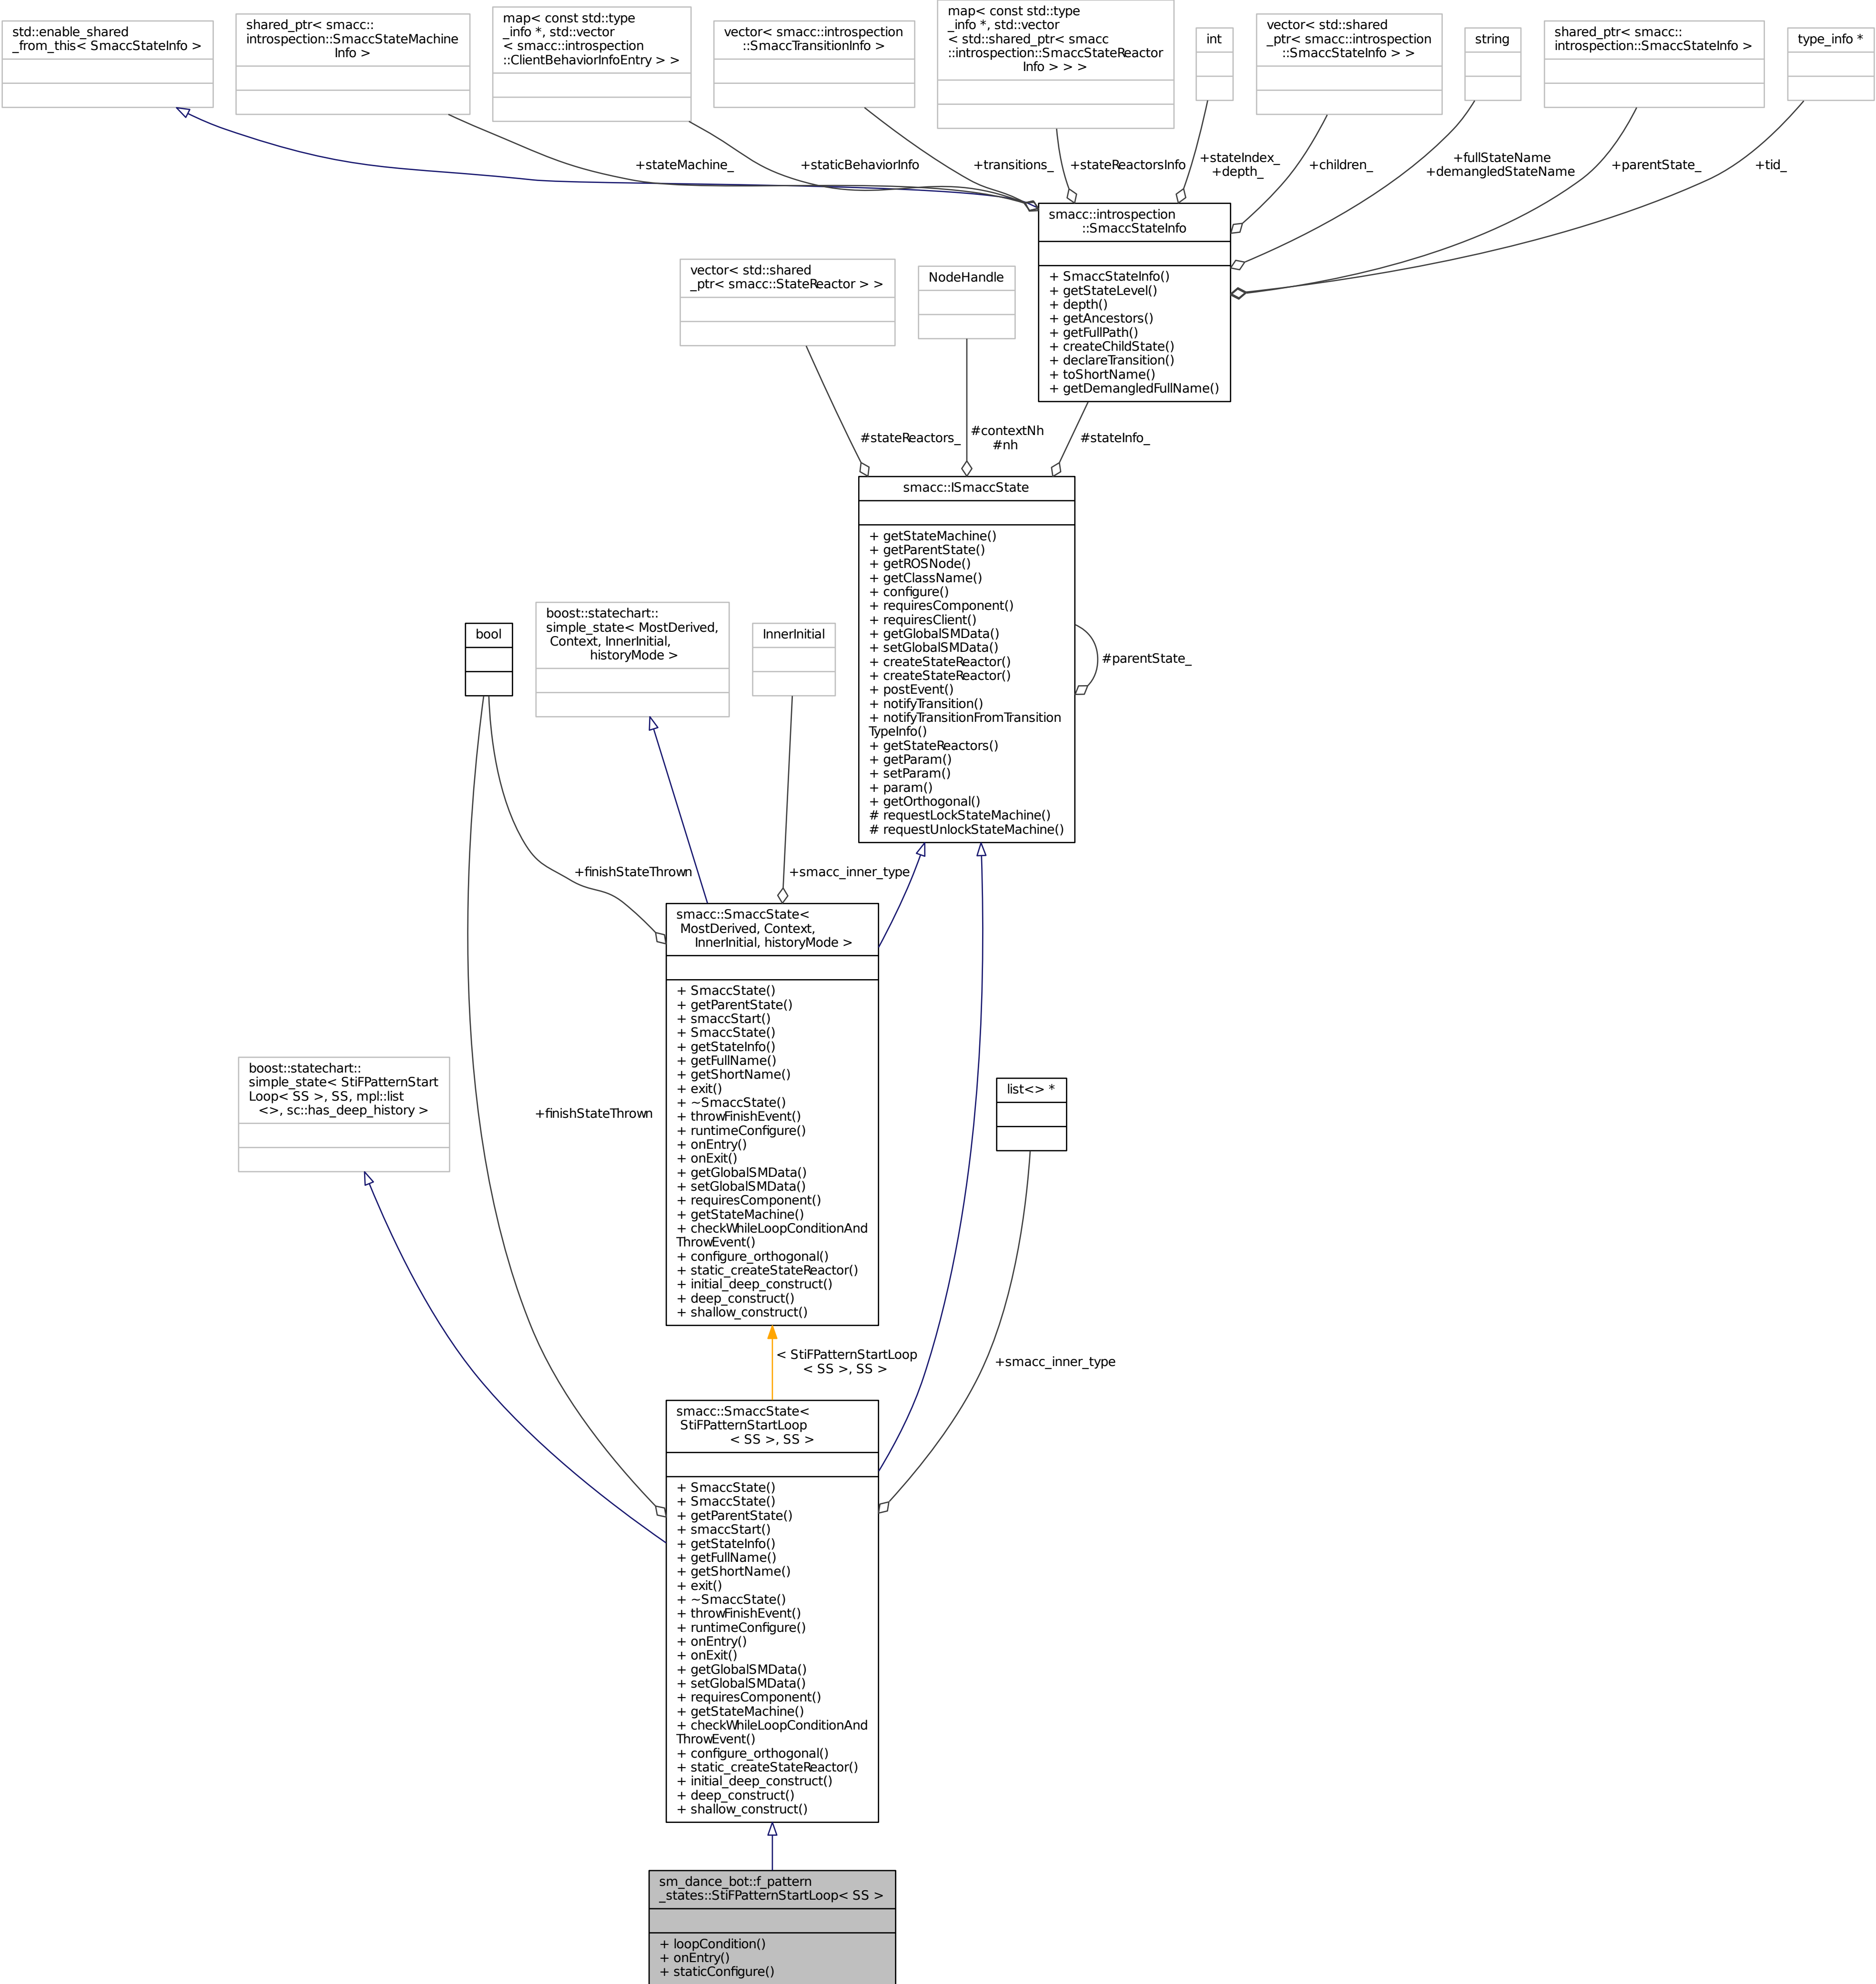 std::enable_shared
_from_this< SmaccStateInfo >
shared_ptr< smacc::
introspection::SmaccStateMachine
Info >
map< const std::type
_info *, std::vector
< smacc::introspection
::ClientBehaviorInfoEntry > >
vector< smacc::introspection
::SmaccTransitionInfo >
map< const std::type
_info *, std::vector
< std::shared_ptr< smacc
::introspection::SmaccStateReactor
Info > > >
int
vector< std::shared
_ptr< smacc::introspection
::SmaccStateInfo > >
string
shared_ptr< smacc::
introspection::SmaccStateInfo >
type_info *
+stateMachine_
+staticBehaviorInfo
+transitions_
+stateReactorsInfo
+stateIndex_
+depth_
+children_
+fullStateName
+demangledStateName
+parentState_
+tid_
smacc::introspection
::SmaccStateInfo
+ SmaccStateInfo()
+ getStateLevel()
+ depth()
+ getAncestors()
+ getFullPath()
+ createChildState()
+ declareTransition()
+ toShortName()
+ getDemangledFullName()
vector< std::shared
_ptr< smacc::StateReactor > >
NodeHandle
#stateReactors_
#contextNh
#nh
#stateInfo_
smacc::ISmaccState
+ getStateMachine()
+ getParentState()
+ getROSNode()
+ getClassName()
+ configure()
+ requiresComponent()
+ requiresClient()
+ getGlobalSMData()
+ setGlobalSMData()
+ createStateReactor()
+ createStateReactor()
+ postEvent()
+ notifyTransition()
+ notifyTransitionFromTransition
TypeInfo()
+ getStateReactors()
+ getParam()
+ setParam()
+ param()
+ getOrthogonal()
# requestLockStateMachine()
# requestUnlockStateMachine()
#parentState_
bool
boost::statechart::
simple_state< MostDerived,
Context, InnerInitial,
historyMode >
InnerInitial
+finishStateThrown
+smacc_inner_type
smacc::SmaccState<
MostDerived, Context,
InnerInitial, historyMode >
+ SmaccState()
+ getParentState()
+ smaccStart()
+ SmaccState()
+ getStateInfo()
+ getFullName()
+ getShortName()
+ exit()
+ ~SmaccState()
+ throwFinishEvent()
+ runtimeConfigure()
+ onEntry()
+ onExit()
+ getGlobalSMData()
+ setGlobalSMData()
+ requiresComponent()
+ getStateMachine()
+ checkWhileLoopConditionAnd
ThrowEvent()
+ configure_orthogonal()
+ static_createStateReactor()
+ initial_deep_construct()
+ deep_construct()
+ shallow_construct()
boost::statechart::
simple_state< StiFPatternStart
Loop< SS >, SS, mpl::list
<>, sc::has_deep_history >
+finishStateThrown
list<> *
< StiFPatternStartLoop
< SS >, SS >
+smacc_inner_type
smacc::SmaccState<
StiFPatternStartLoop
< SS >, SS >
+ SmaccState()
+ SmaccState()
+ getParentState()
+ smaccStart()
+ getStateInfo()
+ getFullName()
+ getShortName()
+ exit()
+ ~SmaccState()
+ throwFinishEvent()
+ runtimeConfigure()
+ onEntry()
+ onExit()
+ getGlobalSMData()
+ setGlobalSMData()
+ requiresComponent()
+ getStateMachine()
+ checkWhileLoopConditionAnd
ThrowEvent()
+ configure_orthogonal()
+ static_createStateReactor()
+ initial_deep_construct()
+ deep_construct()
+ shallow_construct()
sm_dance_bot::f_pattern
_states::StiFPatternStartLoop< SS >
+ loopCondition()
+ onEntry()
+ staticConfigure()